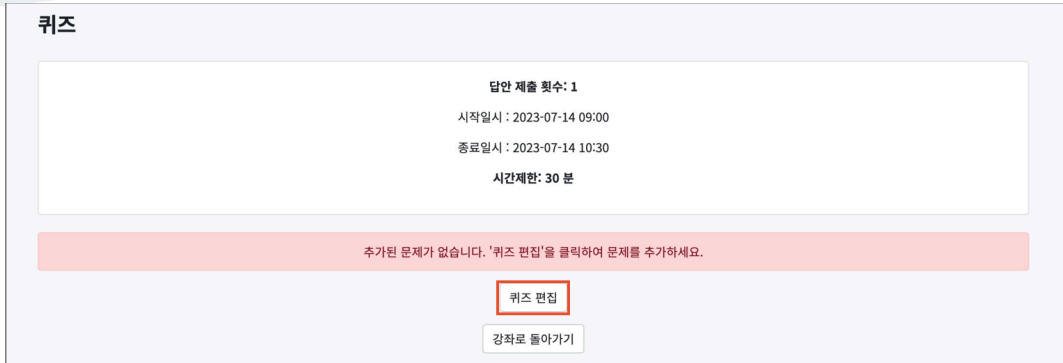 퀴즈
답안 제출 횟수: 1
시작일시 : 2023-07-14 09:00
종료일시 : 2023-07-14 10:30
시간제한: 30 분
추가된 문제가 없습니다. '퀴즈 편집'을 클릭하여 문제를 추가하세요.
퀴즈 편집
강좌로 돌아가기